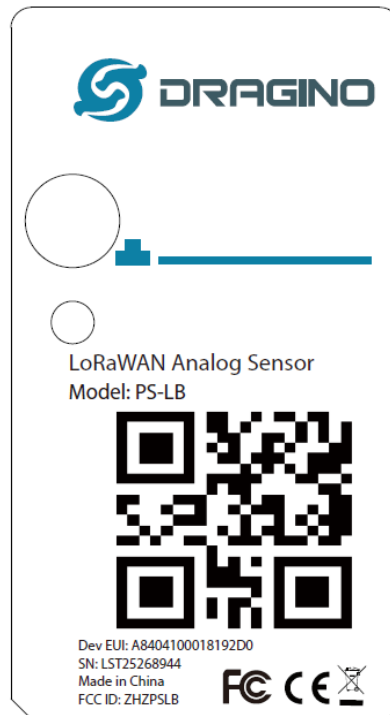 DRAGINO
LoRaWAN Analog Sensor
Model: PS-LB
Dev EUI: A8404100018192D0
SN: LST25268944
Made in China
FCC ID: ZHZPSLB
FC CE